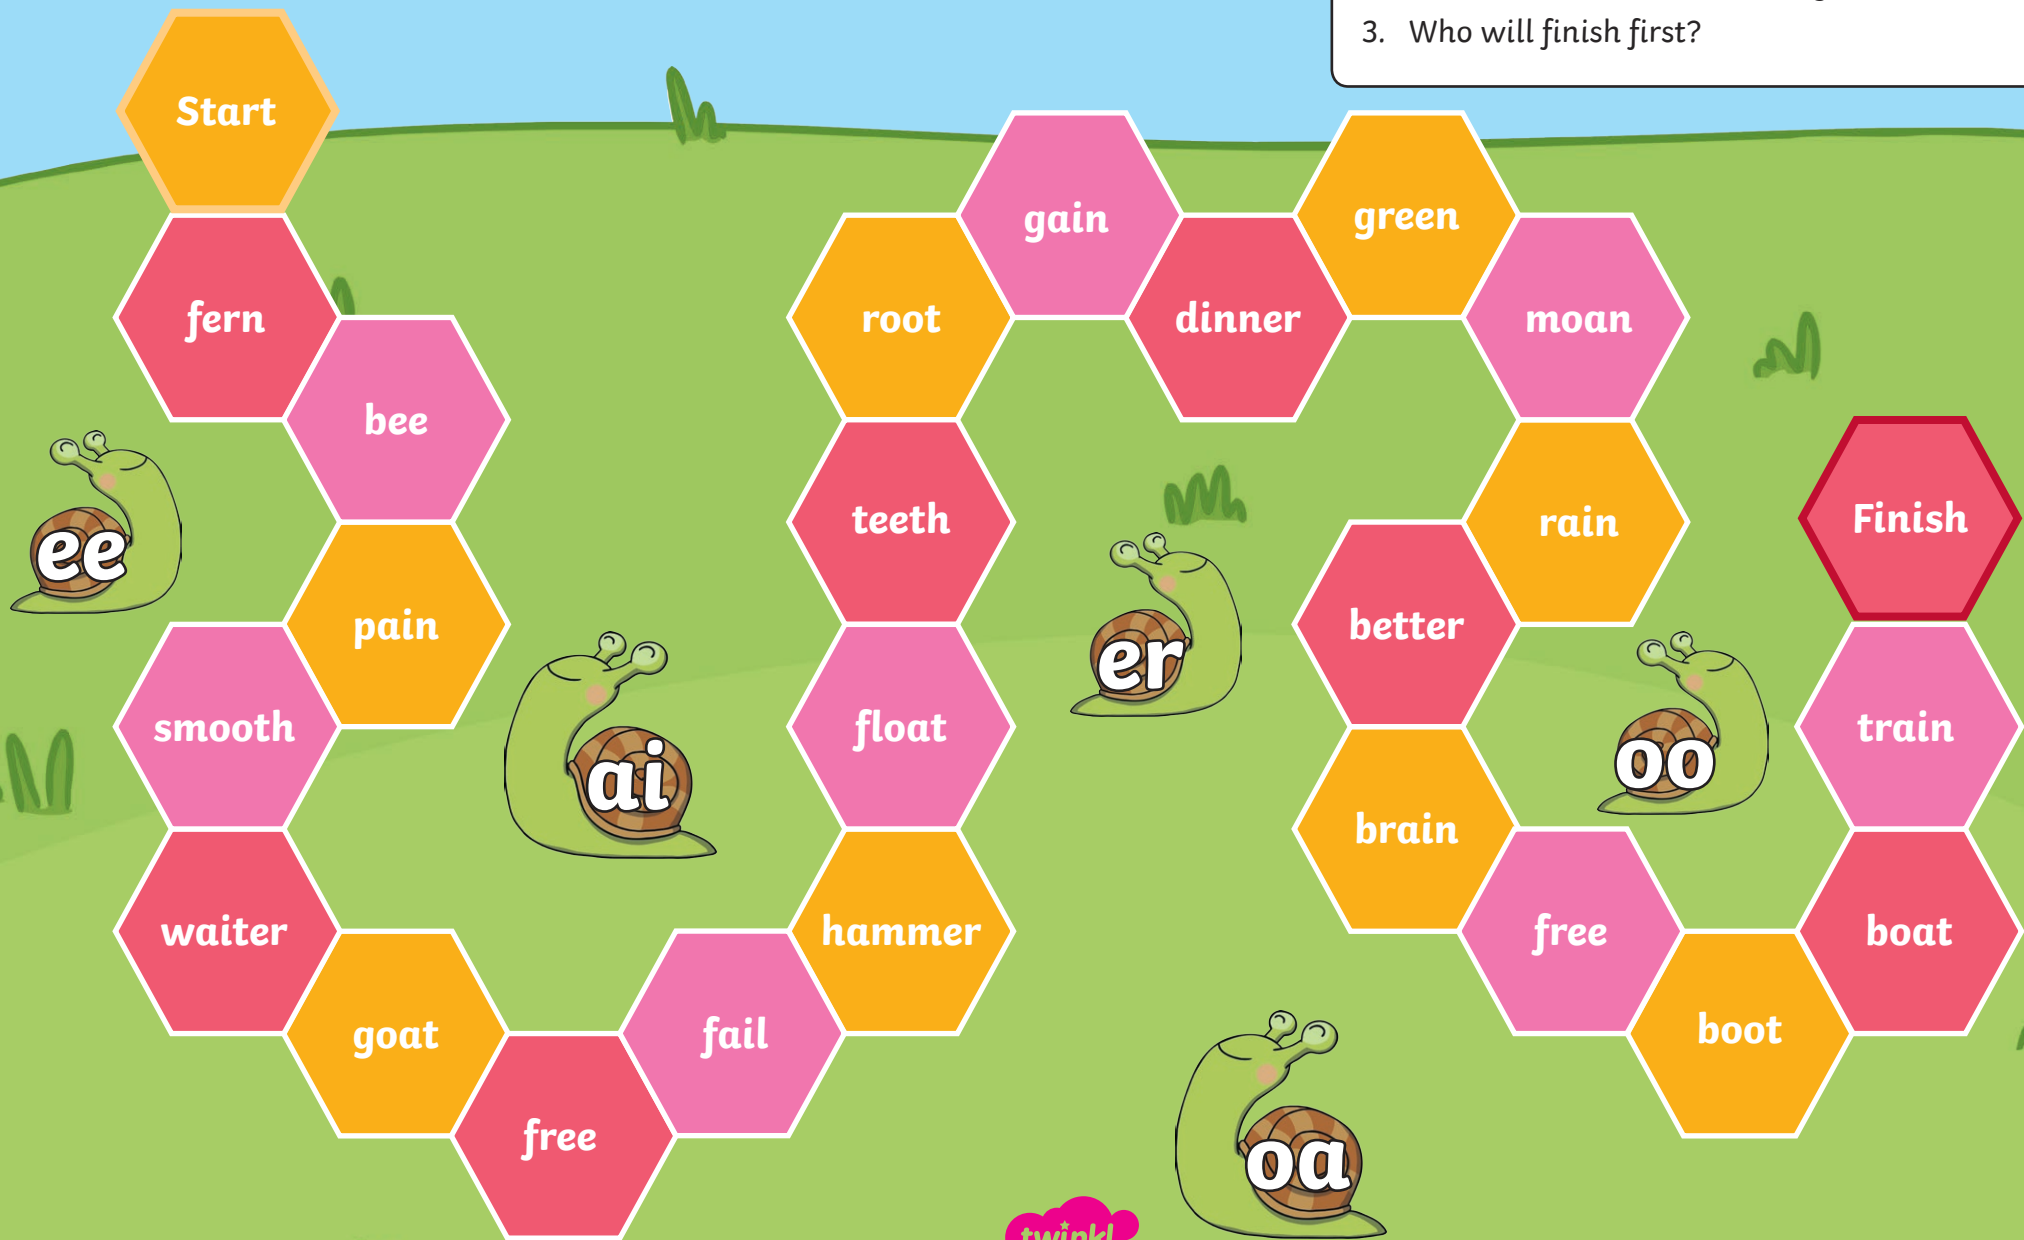 3. Who will finish first?
Start
fern
bee
pain
smooth
waiter
goat
free
fail
hammer
float
teeth
root
gain
dinner
green
moan
rain
better
brain
free
boot
boat
train
Finish
ee
ai
er
oo
oa
twinkl